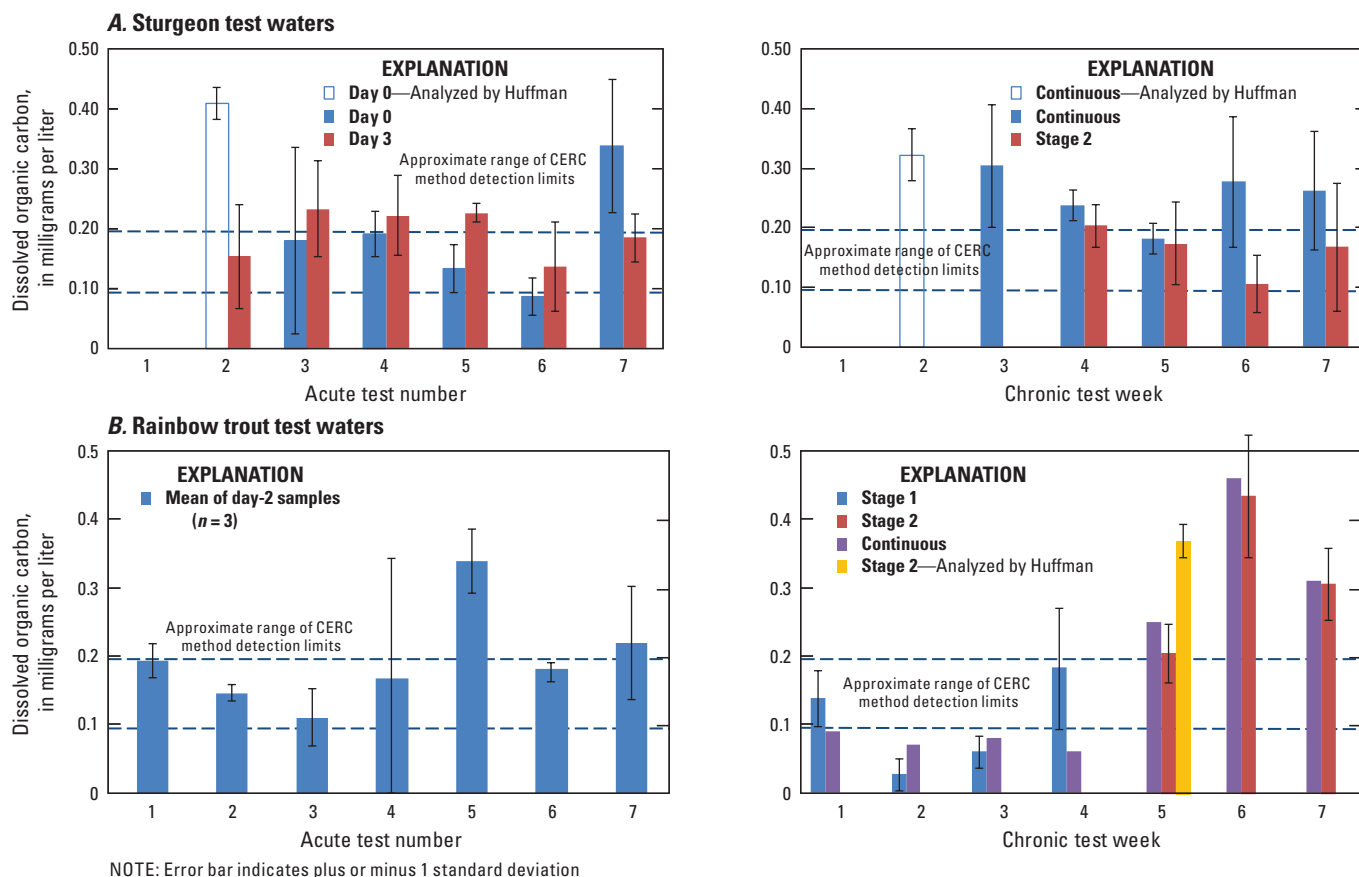 A. Sturgeon test waters
Dissolved organic carbon,
in milligrams per liter
0.50
0.40
0.30
0.20
0.10
0
EXPLANATION
Day 0—Analyzed by Huffman
Day 0
Day 3
Approximate range of CERC
method detection limits
1 2 3 4 5 6 7
Acute test number
0.50
0.40
0.30
0.20
0.10
0
EXPLANATION
Continuous—Analyzed by Huffman
Continuous
Stage 2
Approximate range of CERC
method detection limits
1 2 3 4 5 6 7
Chronic test week
B. Rainbow trout test waters
Dissolved organic carbon,
in milligrams per liter
0.5
0.4
0.3
0.2
0.1
0
EXPLANATION
Mean of day-2 samples
(n = 3)
Approximate range of CERC
method detection limits
1 2 3 4 5 6 7
Acute test number
0.5
0.4
0.3
0.2
0.1
0
EXPLANATION
Stage 1
Stage 2
Continuous
Stage 2—Analyzed by Huffman
Approximate range of CERC
method detection limits
1 2 3 4 5 6 7
Chronic test week
NOTE: Error bar indicates plus or minus 1 standard deviation